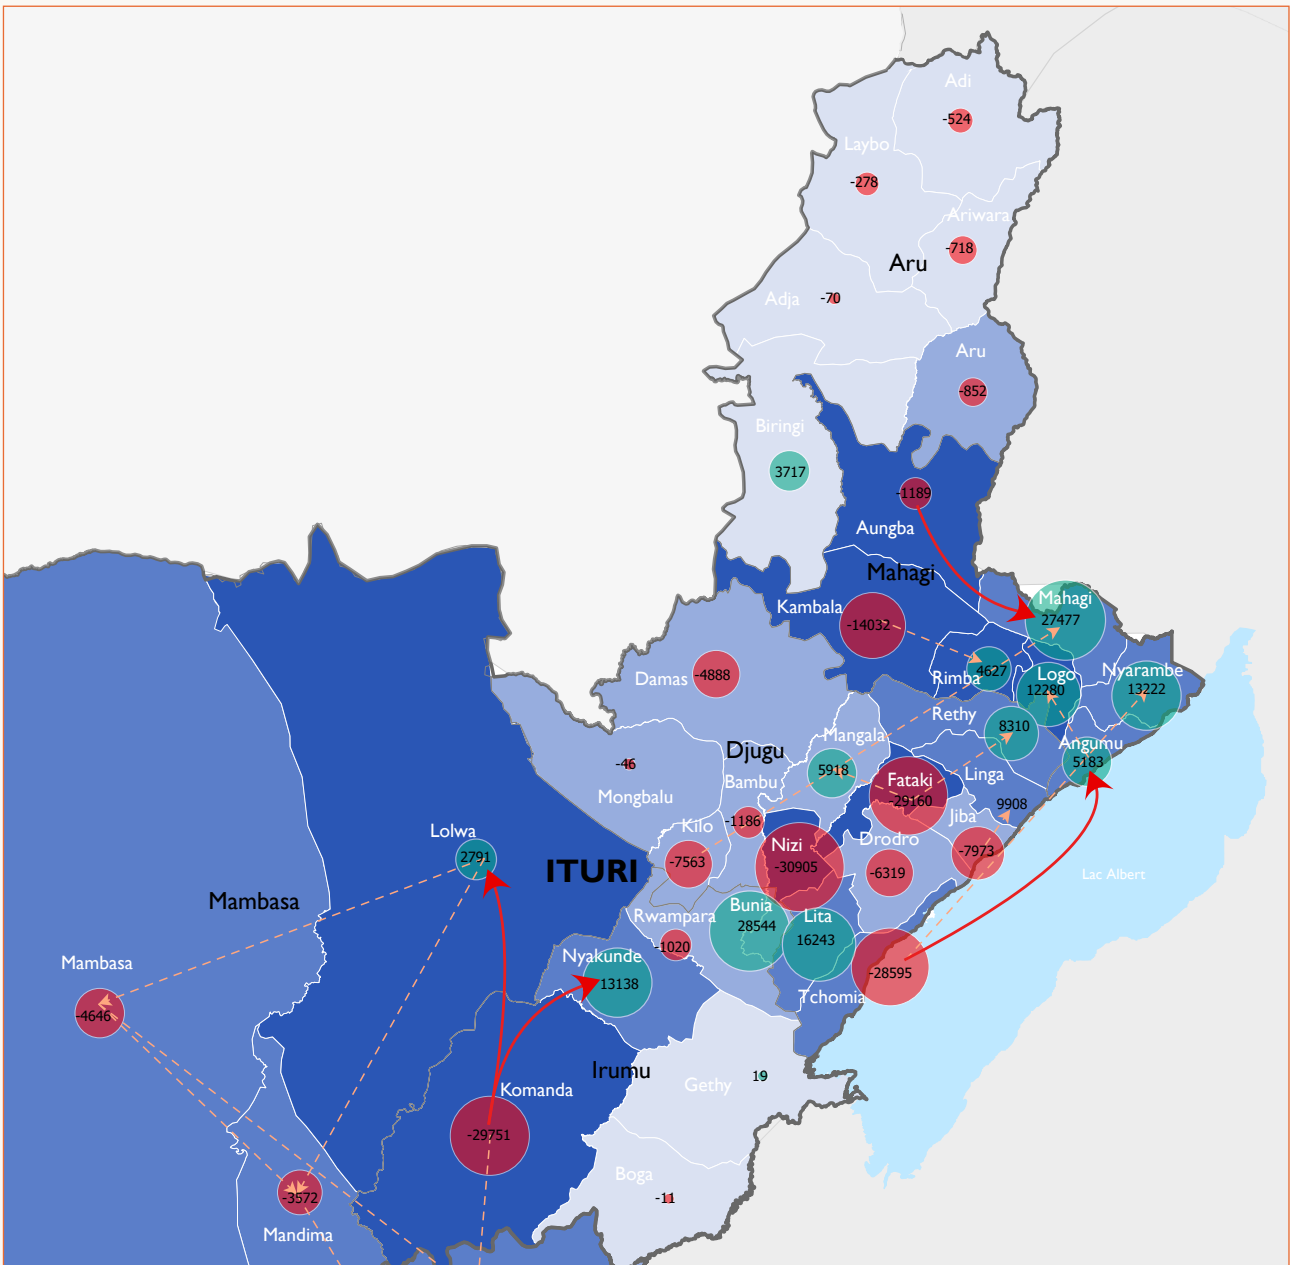 Adi
-524
Laybo
-278
Ariwara
-718
Aru
Adja
-70
Aru
-852
Biringi
3717
-1189
Aungba
Mahagi
Kambala
-14032
Mahagi
27477
Rimba
4627
Logo
12280
Nyarambe
13222
Damas
-4888
Rethy
8310
Angumu
5183
Mangala
5918
Djugu
-46
Mongbalu
Bambu
-1186
Fataki
-29160
Linga
9908
Jiba
-7973
Kilo
-7563
Nizi
-30905
Drodro
-6319
Lolwa
2791
ITURI
Lac Albert
Mambasa
Rwampara
-1020
Bunia
28544
Lita
16243
Nyakunde
13138
-28595
Tchomia
Mambasa
-4646
Irumu
Gethy
19
Komanda
-29751
Boga
-11
-3572
Mandima